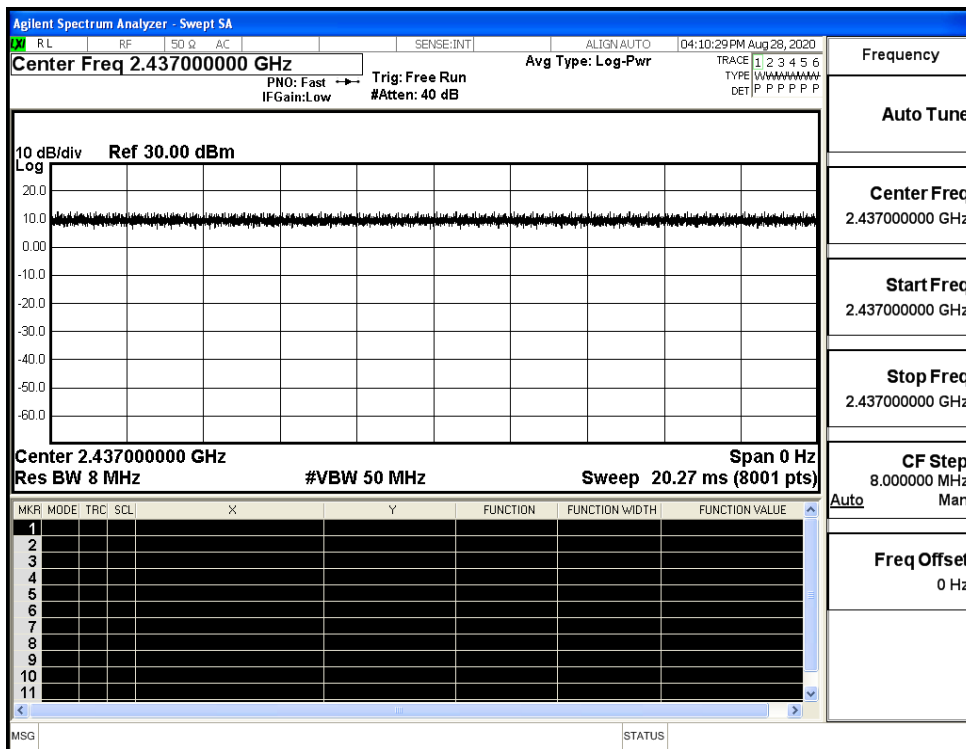 Agilent Spectrum Analyzer - Swept SA
LXI RL RF 50 Ω AC SENSE:INT ALIGNAUTO 04:10:29PM Aug 28, 2020
Center Freq 2.437000000 GHz
PNO: Fast
IFGain:Low
Trig: Free Run
#Atten: 40 dB
Avg Type: Log-Pwr
TRACE 1 2 3 4 5 6
TYPE WWWWWW
DET P P P P P P
10 dB/div Ref 30.00 dBm
Log
20.0
10.0
0.00
-10.0
-20.0
-30.0
-40.0
-50.0
-60.0
Center 2.437000000 GHz Span 0 Hz
Res BW 8 MHz #VBW 50 MHz Sweep 20.27 ms (8001 pts)
MKR MODE TRC SCL X Y FUNCTION FUNCTION WIDTH FUNCTION VALUE
1
2
3
4
5
6
7
8
9
10
11
MSG STATUS
Frequency
Auto Tune
Center Freq
2.437000000 GHz
Start Freq
2.437000000 GHz
Stop Freq
2.437000000 GHz
CF Step
8.000000 MHz
Auto Man
Freq Offset
0 Hz